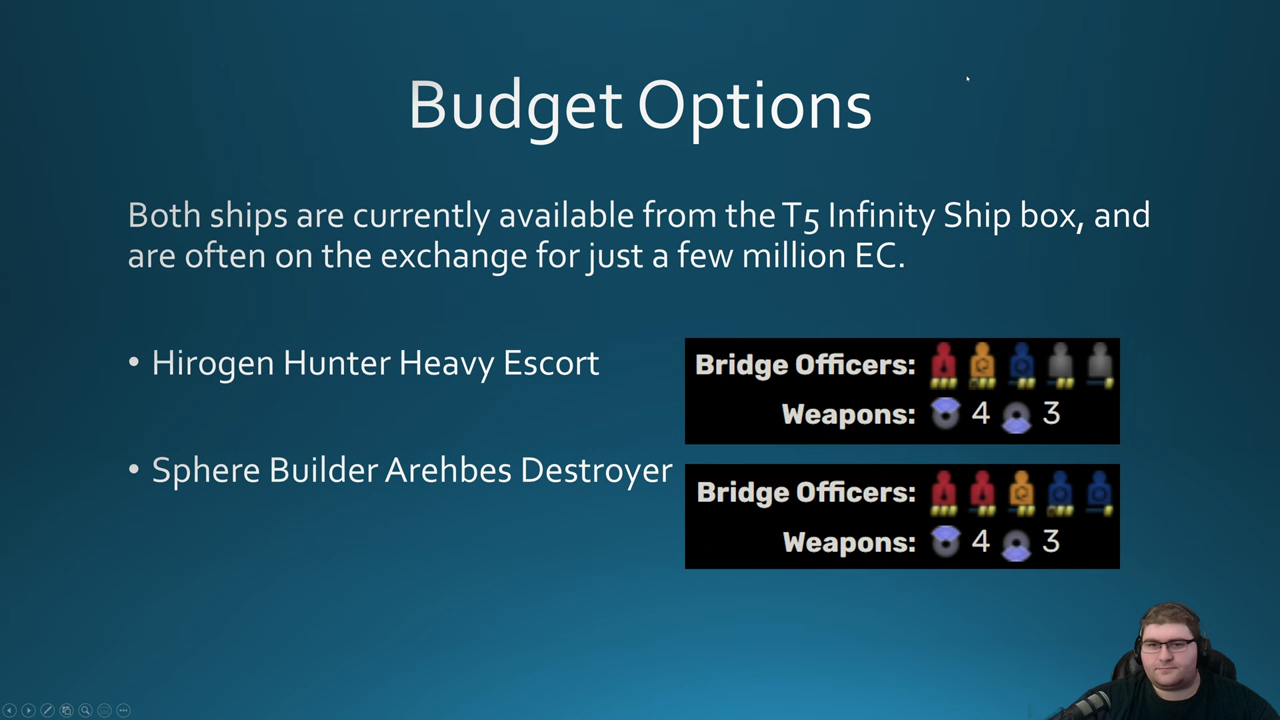 Budget Options
Both ships are currently available from the T5 Infinity Ship box, and
are often on the exchange for just a few million EC.
• Hirogen Hunter Heavy Escort
Bridge Officers:
Weapons: 4 3
• Sphere Builder Arehbes Destroyer
Bridge Officers:
Weapons: 4 3